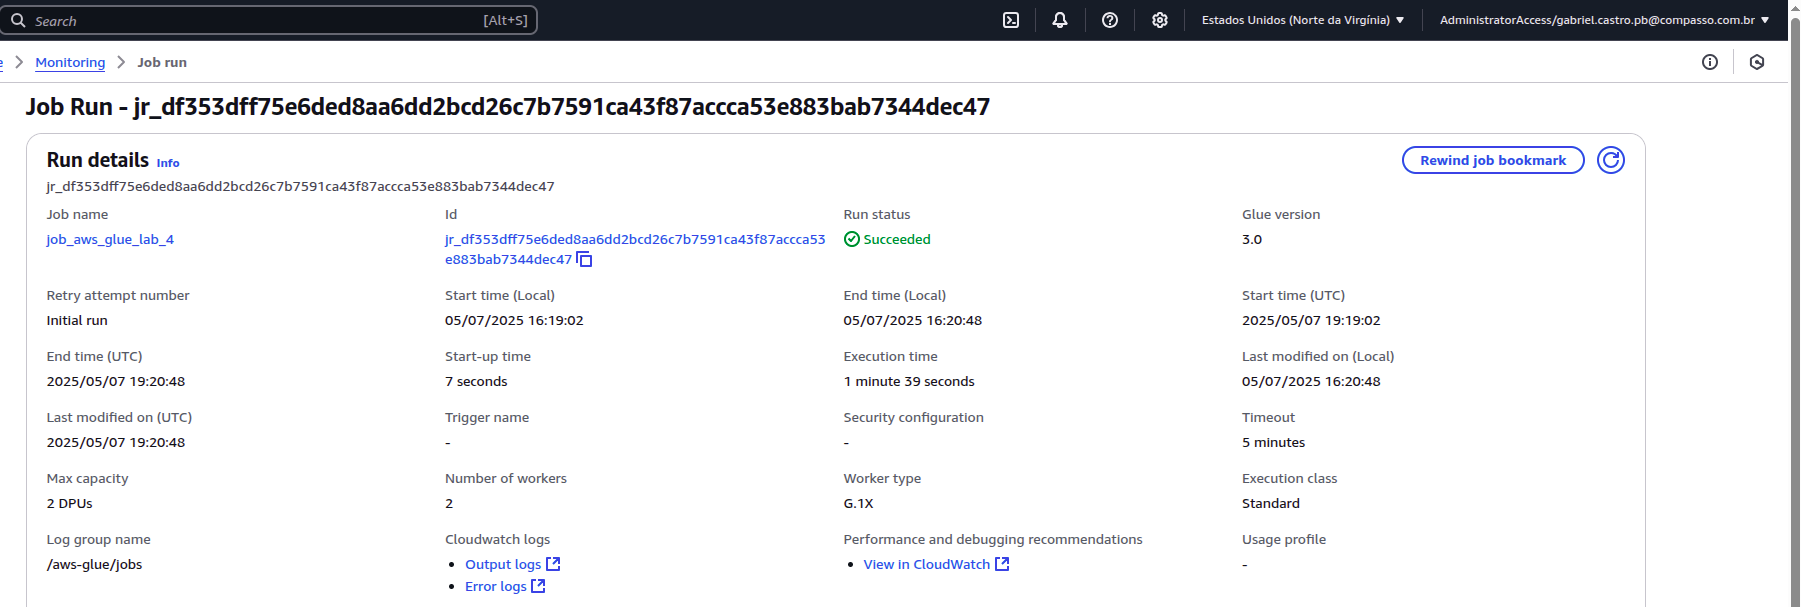 Search [Alt+S] Estados Unidos (Norte da Virgínia) AdministratorAccess/gabriel.castro.pb@compasso.com.br
Monitoring Job run
Job Run - jr_df353dff75e6ded8aa6dd2bcd26c7b7591ca43f87accca53e883bab7344dec47
Run details Info Rewind job bookmark
jr_df353dff75e6ded8aa6dd2bcd26c7b7591ca43f87accca53e883bab7344dec47
Job name Id Run status Glue version
job_aws_glue_lab_4 jr_df353dff75e6ded8aa6dd2bcd26c7b7591ca43f87accca53 Succeeded 3.0
e883bab7344dec47
Retry attempt number Start time (Local) End time (Local) Start time (UTC)
Initial run 05/07/2025 16:19:02 05/07/2025 16:20:48 2025/05/07 19:19:02
End time (UTC) Start-up time Execution time Last modified on (Local)
2025/05/07 19:20:48 7 seconds 1 minute 39 seconds 05/07/2025 16:20:48
Last modified on (UTC) Trigger name Security configuration Timeout
2025/05/07 19:20:48 - - 5 minutes
Max capacity Number of workers Worker type Execution class
2 DPUs 2 G.1X Standard
Log group name Cloudwatch logs Performance and debugging recommendations Usage profile
/aws-glue/jobs • Output logs • View in CloudWatch -
• Error logs